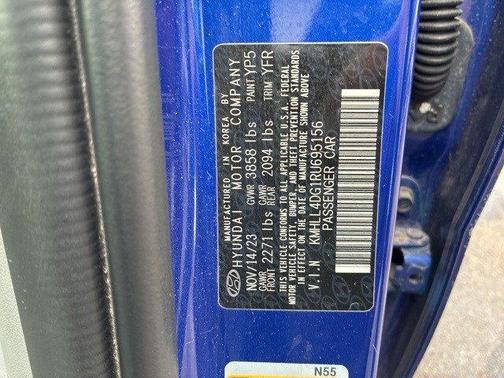 MANUFACTURED IN KOREA BY
HYUNDAI MOTOR COMPANY
NOV/14/23 GVWR 3858 lbs PAINT YP5
GAWR FRONT 2271 lbs GAWR REAR 2094 lbs TRIM YFR
THIS VEHICLE CONFORMS TO ALL APPLICABLE U.S.A. FEDERAL
MOTOR VEHICLE SAFETY, BUMPER, AND THEFT PREVENTION STANDARDS
IN EFFECT ON THE DATE OF MANUFACTURE SHOWN ABOVE.
V.I.N KMHLL4DG1RU695156
PASSENGER CAR
N55